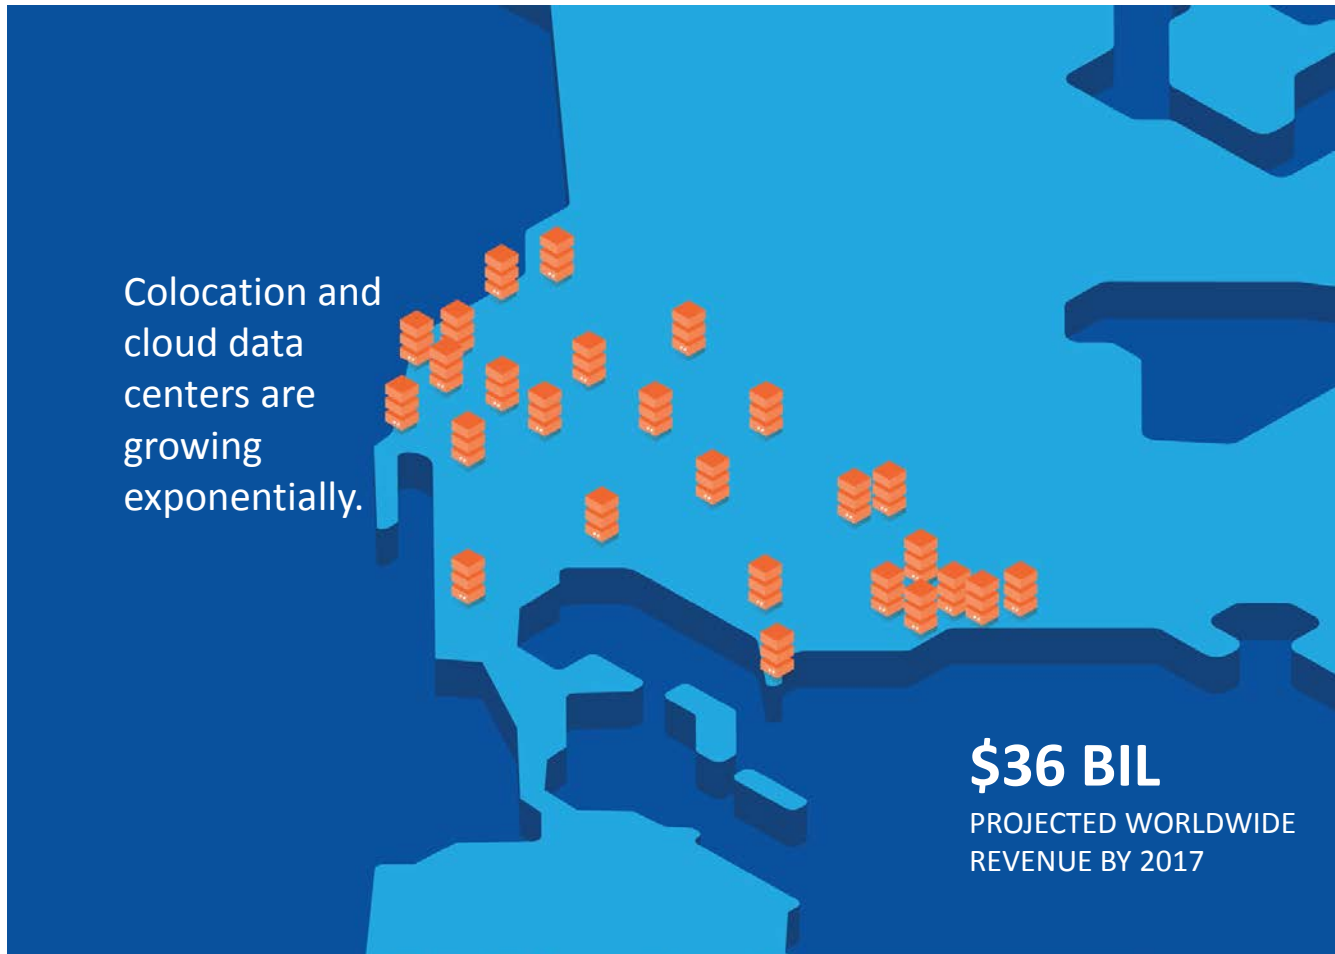 Colocation and
cloud data
centers are
growing
exponentially.
$36 BIL
PROJECTED WORLDWIDE
REVENUE BY 2017